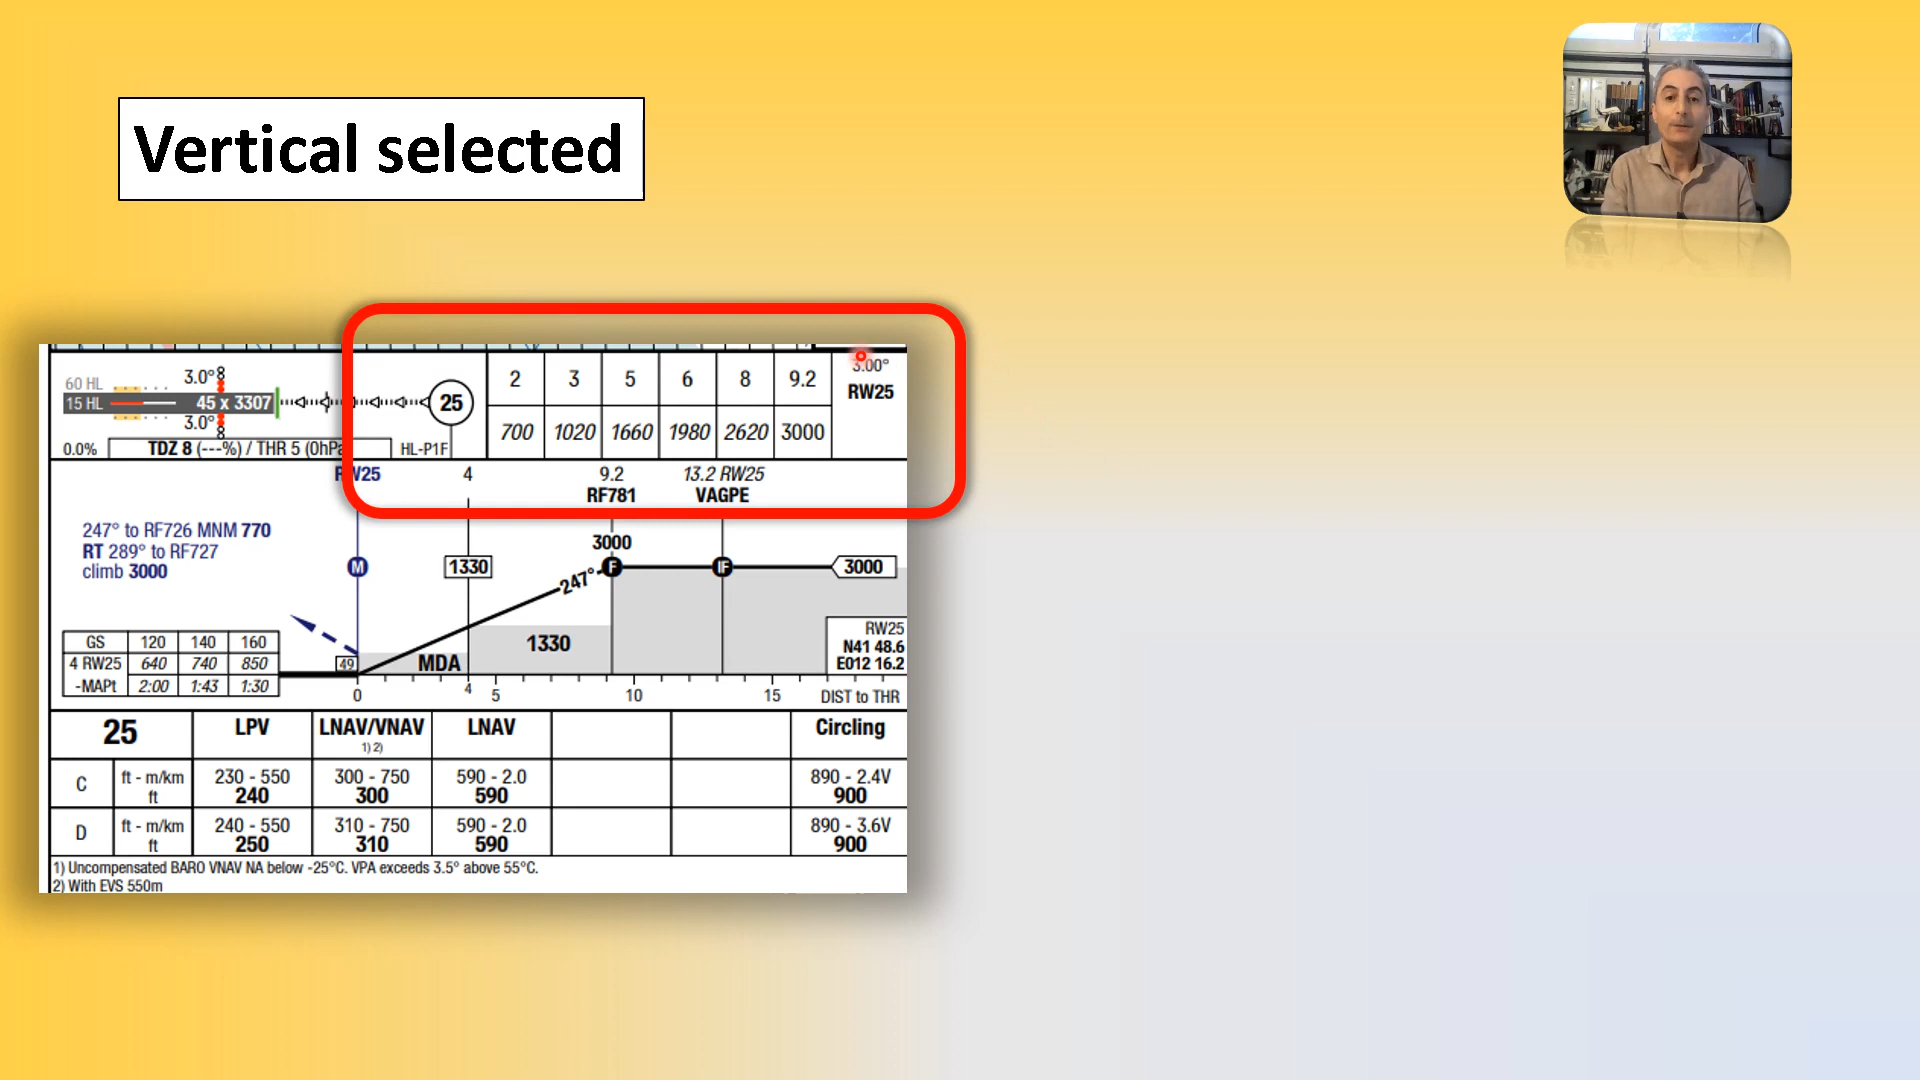 Vertical selected
60 HL
3.0°
15 HL
45 x 3307
3.0°
0.0%
TDZ 8 (---%) / THR 5 (0hPa
HL-P1F
25
2 3 5 6 8 9.2
700 1020 1660 1980 2620 3000
3.00°
RW25
RW25 4 9.2 13.2 RW25
RF781 VAGPE
247° to RF726 MNM 770
RT 289° to RF727
climb 3000
3000
M 1330 247° F IF 3000
1330
MDA
49
RW25
N41 48.6
E012 16.2
GS 120 140 160
4 RW25 640 740 850
-MAPt 2:00 1:43 1:30
0 4 5 10 15 DIST to THR
25 LPV LNAV/VNAV LNAV Circling
1) 2)
C ft - m/km 230 - 550 300 - 750 590 - 2.0 890 - 2.4V
ft 240 300 590 900
D ft - m/km 240 - 550 310 - 750 590 - 2.0 890 - 3.6V
ft 250 310 590 900
1) Uncompensated BARO VNAV NA below -25°C. VPA exceeds 3.5° above 55°C.
2) With EVS 550m